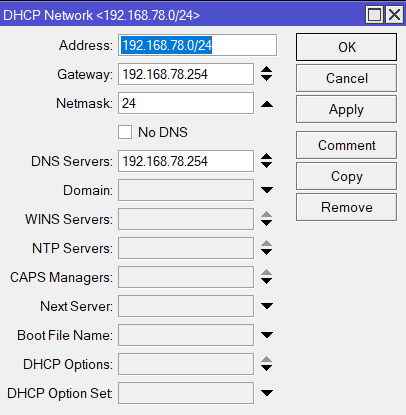 DHCP Network <192.168.78.0/24>
Address: 192.168.78.0/24
OK
Gateway: 192.168.78.254
Cancel
Netmask: 24
Apply
No DNS
Comment
DNS Servers: 192.168.78.254
Copy
Domain:
Remove
WINS Servers:
NTP Servers:
CAPS Managers:
Next Server:
Boot File Name:
DHCP Options:
DHCP Option Set: